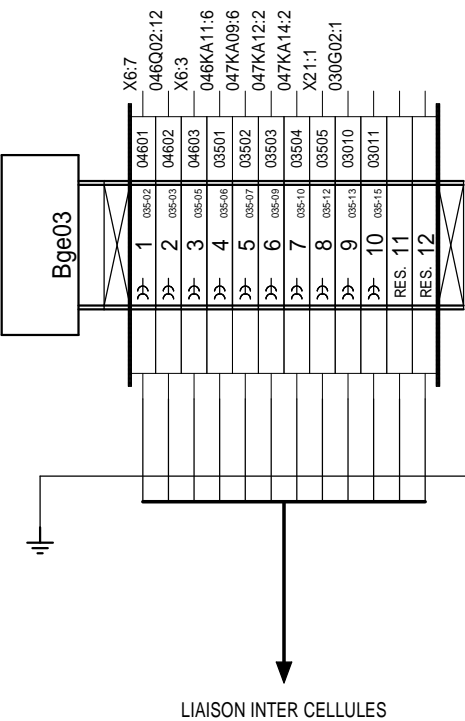 Bge03
1 035-02 04601 X6:7
2 035-03 04602 046Q02:12
3 035-05 04603 X6:3
4 035-06 03501 046KA11:6
5 035-07 03502 047KA09:6
6 035-09 03503 047KA12:2
7 035-10 03504 047KA14:2
8 035-12 03505 X21:1
9 035-13 03010 030G02:1
10 035-15 03011
RES. 11
RES. 12
LIAISON INTER CELLULES